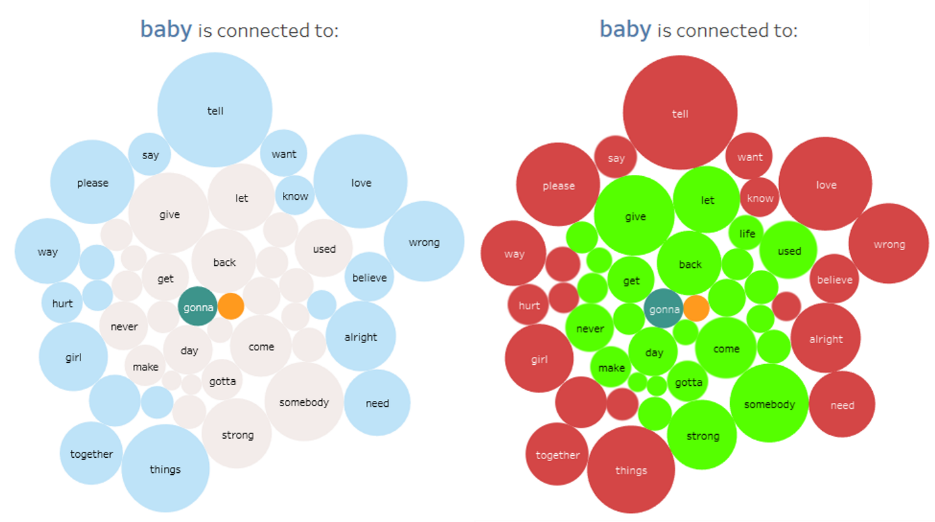 baby is connected to:
tell
say
want
please
love
know
let
give
wrong
way
used
back
get
believe
hurt
gonna
never
alright
come
day
girl
make
gotta
somebody
need
strong
together
things
baby is connected to:
tell
say
want
please
love
know
let
give
life
wrong
way
used
back
get
believe
hurt
gonna
never
alright
come
day
girl
make
gotta
somebody
need
strong
together
things